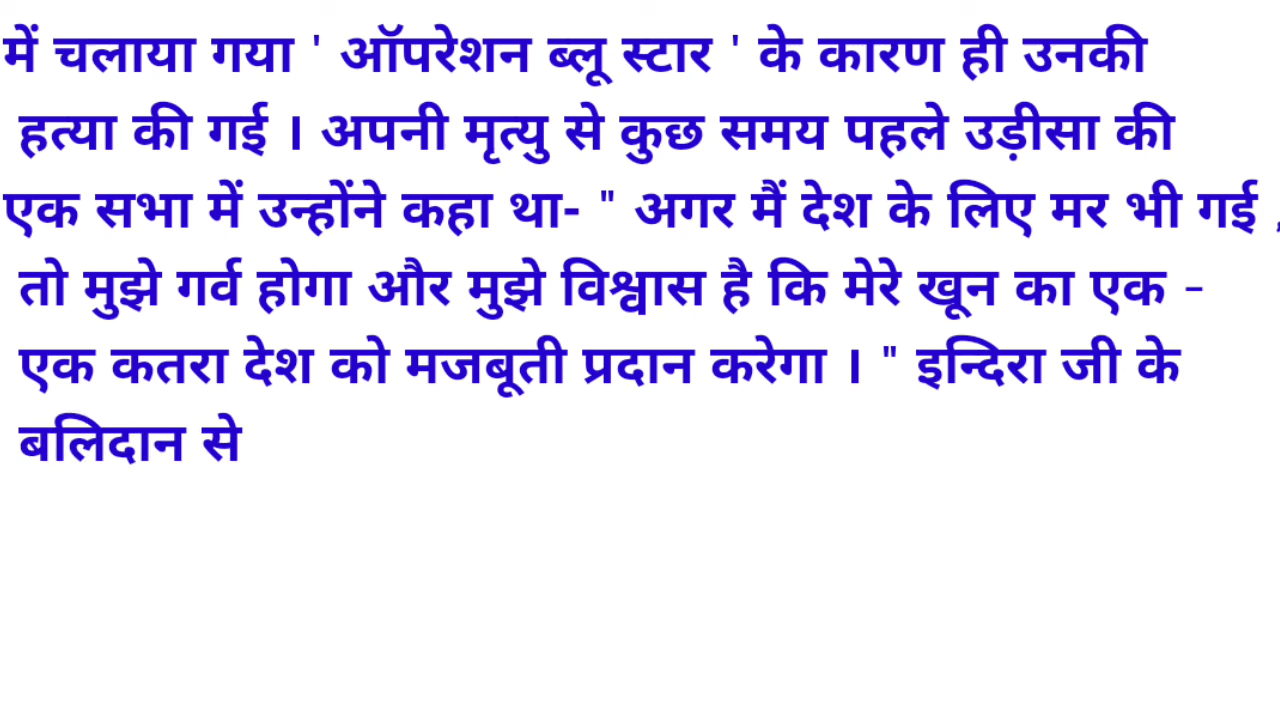 में चलाया गया ' ऑपरेशन ब्लू स्टार ' के कारण ही उनकी
हत्या की गई । अपनी मृत्यु से कुछ समय पहले उड़ीसा की
एक सभा में उन्होंने कहा था- " अगर मैं देश के लिए मर भी गई ,
तो मुझे गर्व होगा और मुझे विश्वास है कि मेरे खून का एक -
एक कतरा देश को मजबूती प्रदान करेगा । " इन्दिरा जी के
बलिदान से